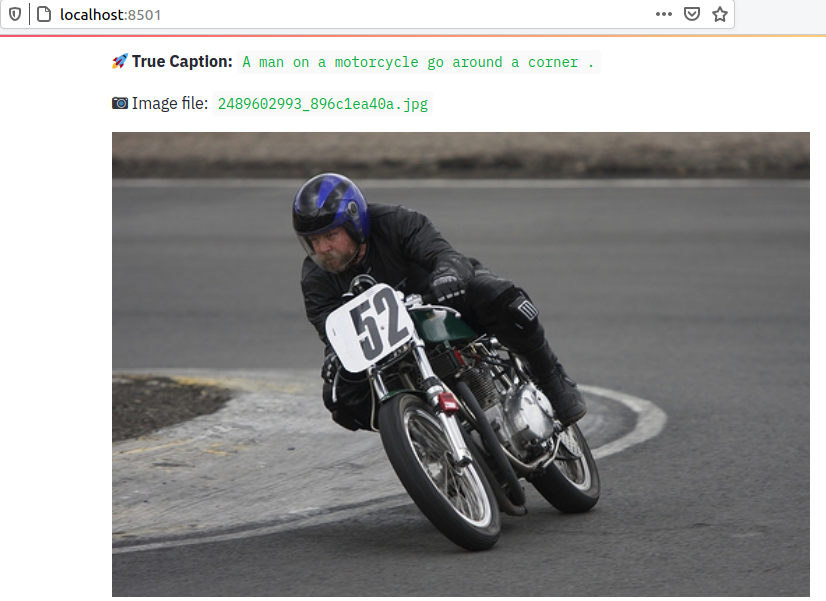 localhost:8501
🚀 True Caption: A man on a motorcycle go around a corner .
📷 Image file: 2489602993_896c1ea40a.jpg
52